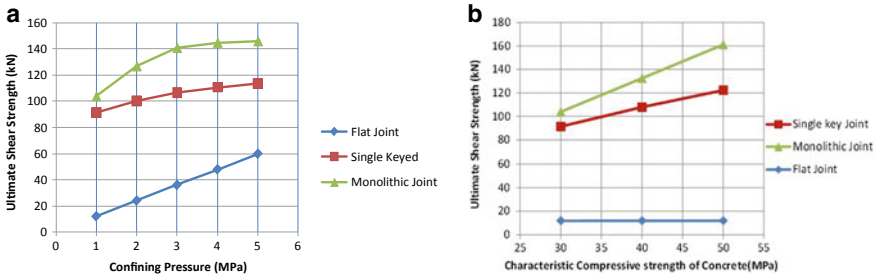 a
Ultimate Shear Strength (kN)
160
140
120
100
80
60
40
20
0
0 1 2 3 4 5 6
Confining Pressure (MPa)
Flat Joint
Single Keyed
Monolithic Joint
b
Ultimate Shear Strength (kN)
180
160
140
120
100
80
60
40
20
0
25 30 35 40 45 50 55
Characteristic Compressive strength of Concrete(MPa)
Single key Joint
Monolithic Joint
Flat Joint